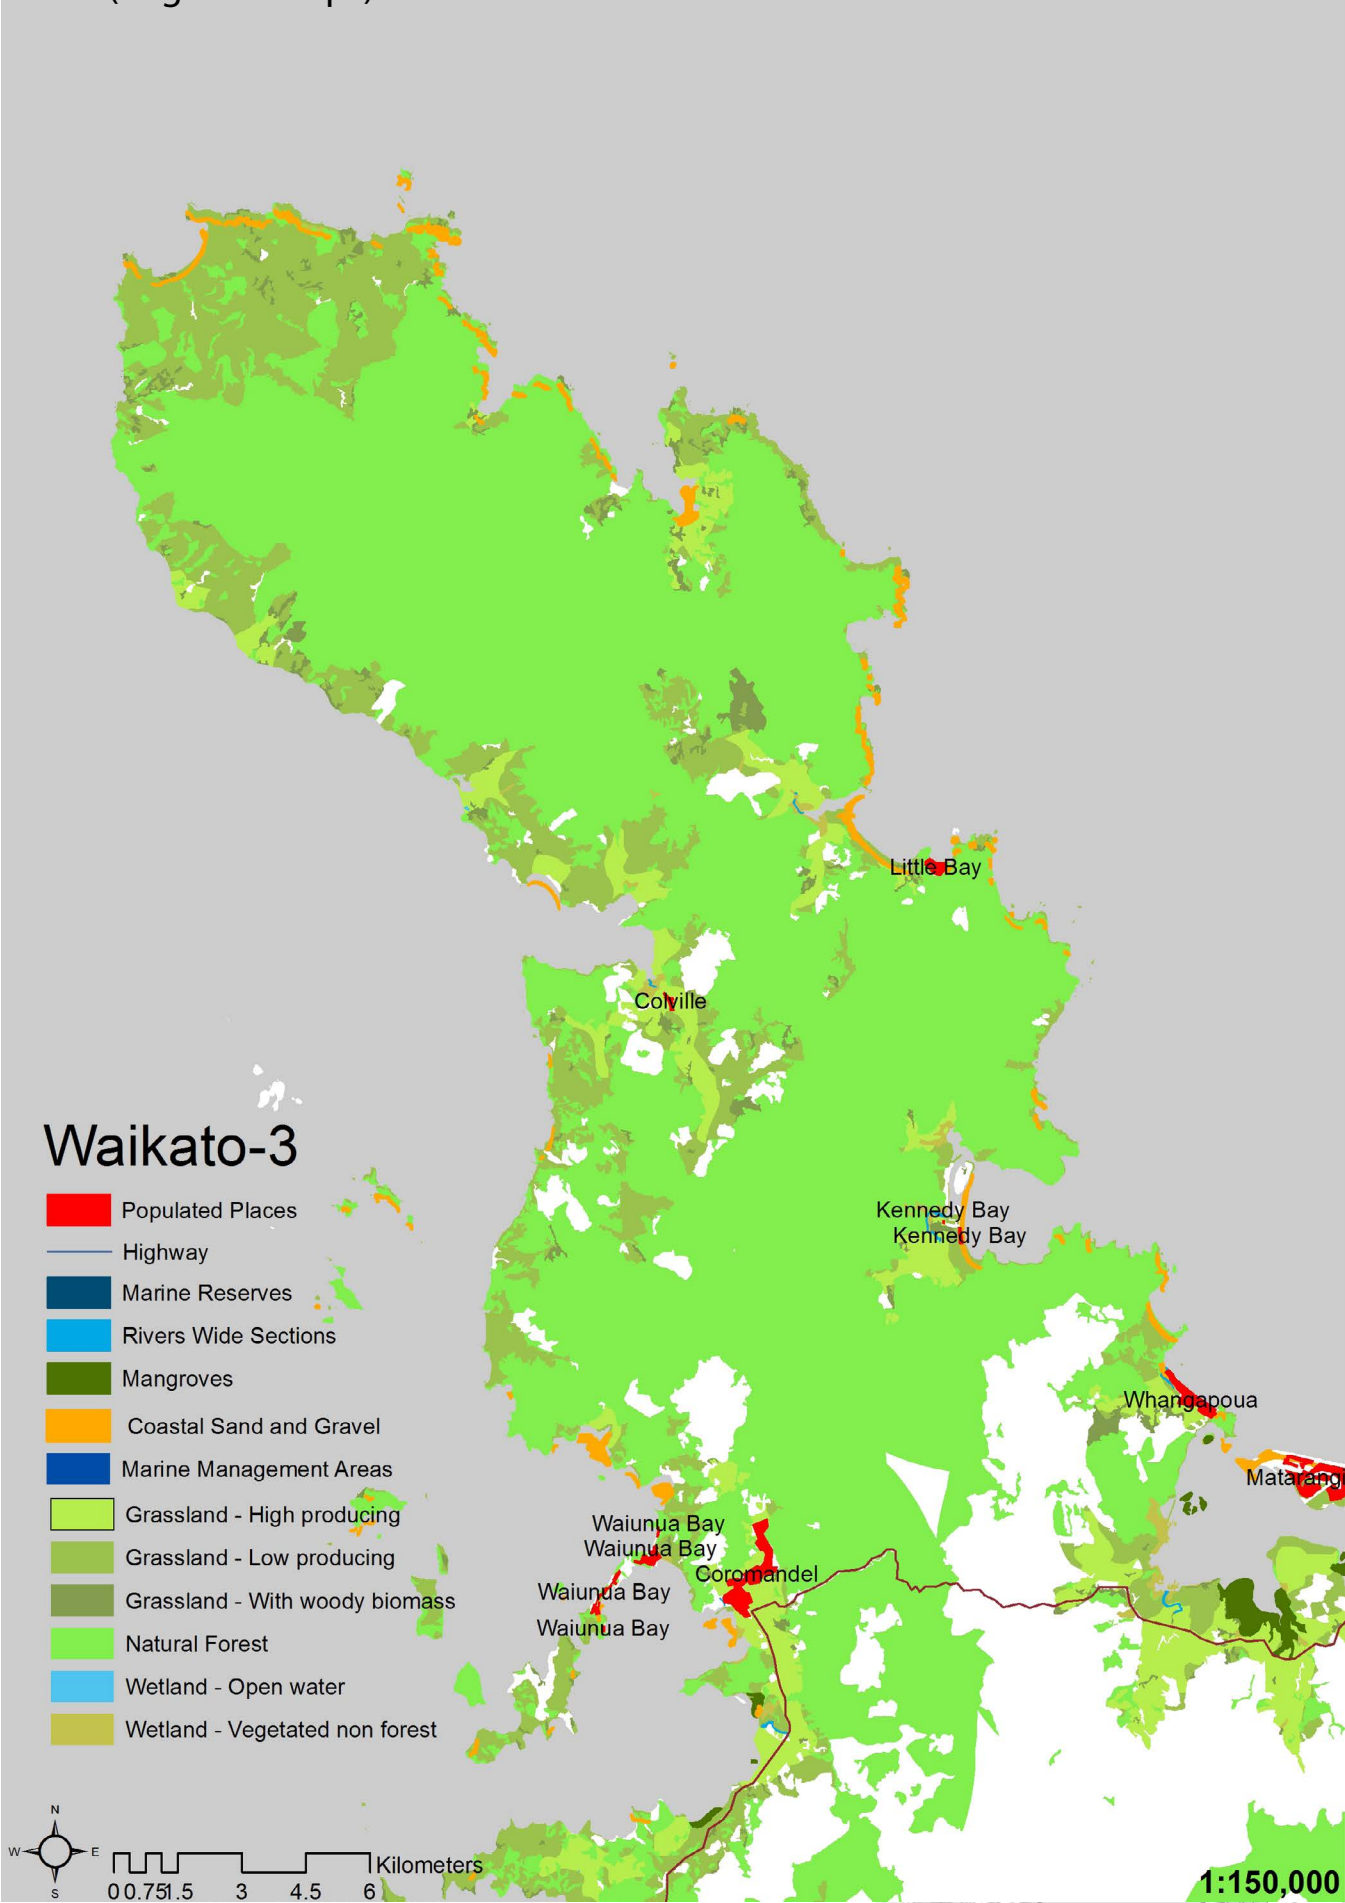 Little Bay
Colville
Waikato-3
Populated Places
Highway
Marine Reserves
Rivers Wide Sections
Mangroves
Coastal Sand and Gravel
Marine Management Areas
Grassland - High producing
Grassland - Low producing
Grassland - With woody biomass
Natural Forest
Wetland - Open water
Wetland - Vegetated non forest
Kennedy Bay
Kennedy Bay
Whangapoua
Matarangi
Waiunua Bay
Waiunua Bay
Coromandel
Waiunua Bay
Waiunua Bay
N
W E
S
Kilometers
0 0.75 1.5 3 4.5 6
1:150,000